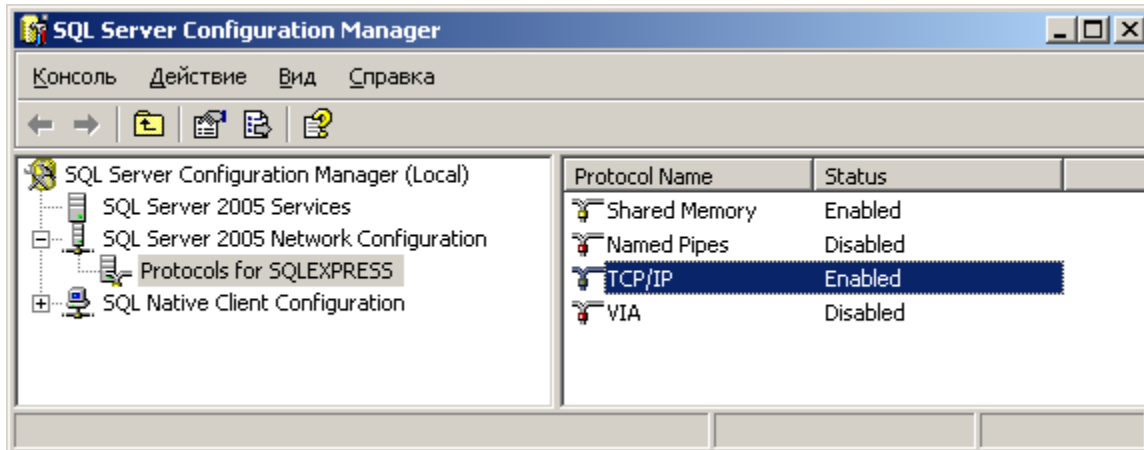 SQL Server Configuration Manager
Консоль Действие Вид Справка
SQL Server Configuration Manager (Local)
SQL Server 2005 Services
SQL Server 2005 Network Configuration
Protocols for SQLEXPRESS
SQL Native Client Configuration
Protocol Name Status
Shared Memory Enabled
Named Pipes Disabled
TCP/IP Enabled
VIA Disabled